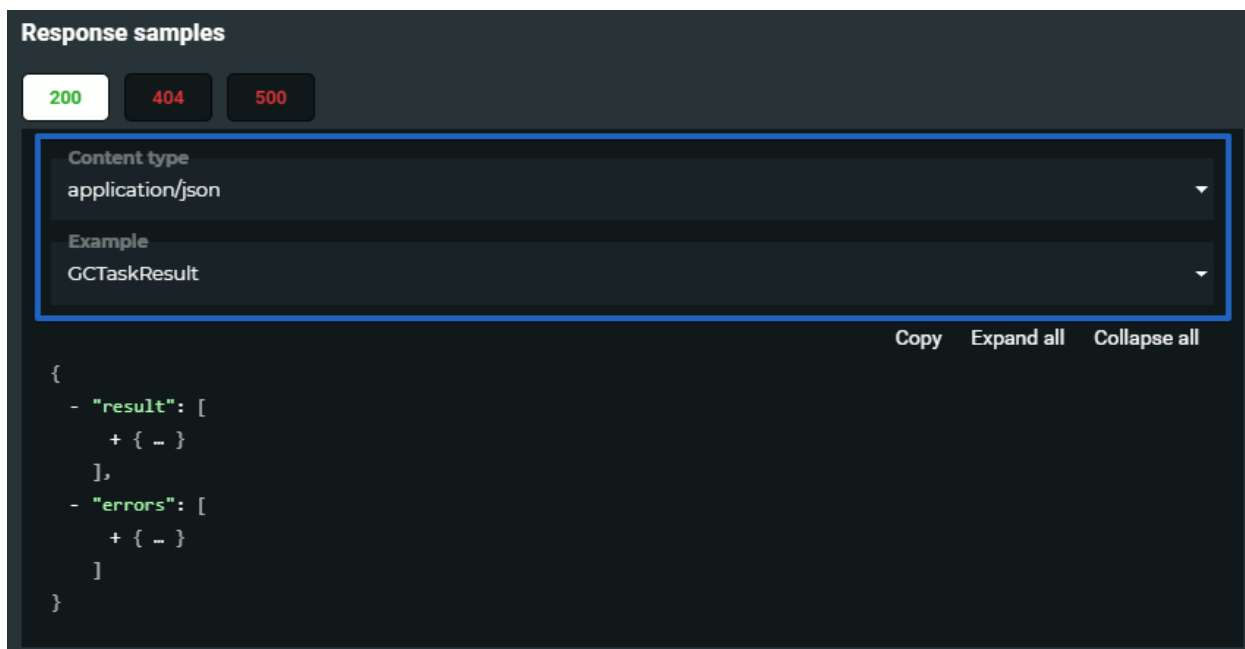 Response samples
200 404 500
Content type
application/json
Example
GCTaskResult
Copy Expand all Collapse all
{
- "result": [
+ { … }
],
- "errors": [
+ { … }
]
}